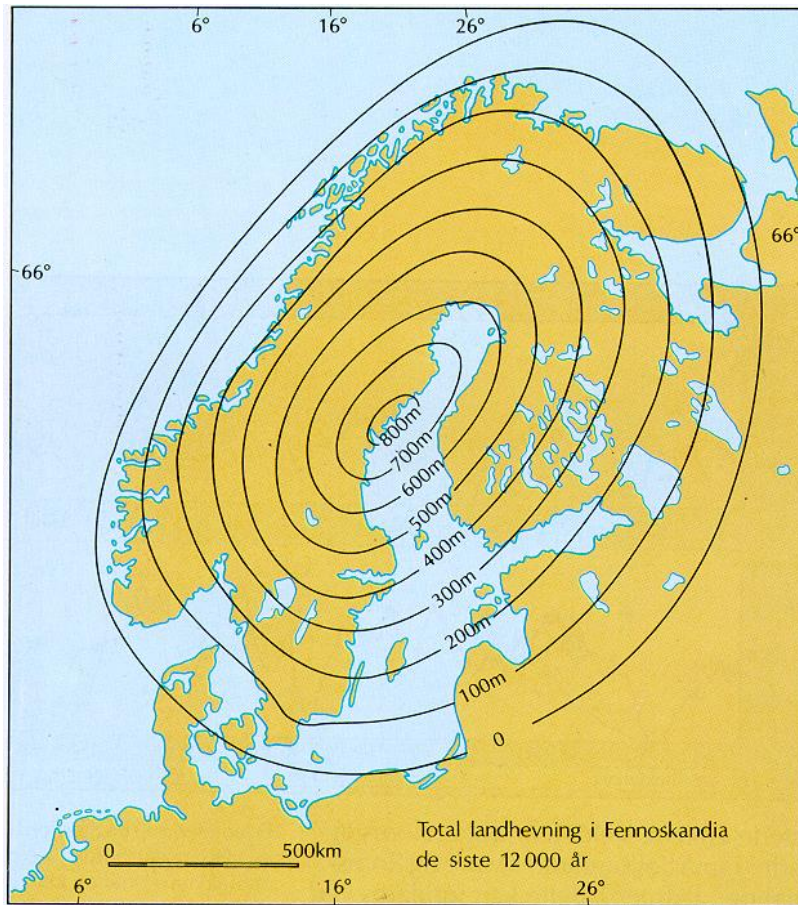 6°
16°
26°
66°
66°
800m
700m
600m
500m
400m
300m
200m
100m
0
Total landhevning i Fennoskandia
de siste 12 000 år
0
500km
6°
16°
26°